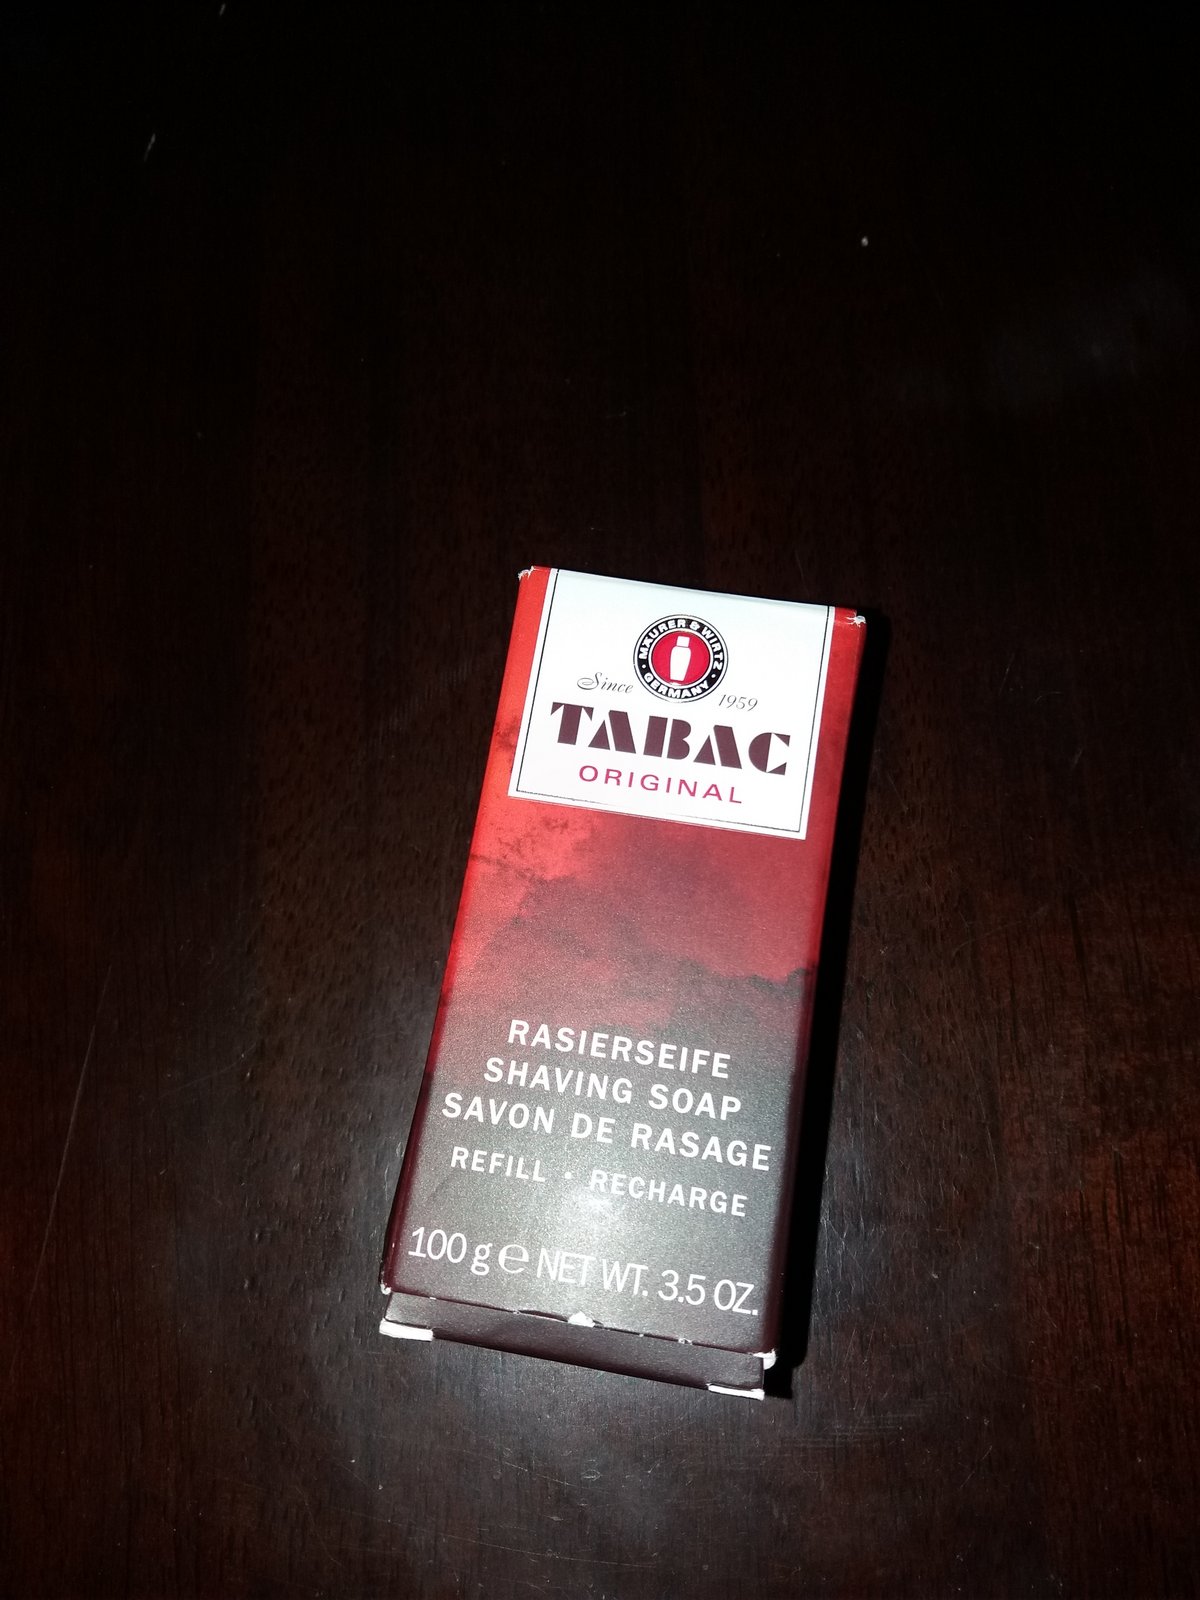 MÄURER & WIRTZ
· GERMANY ·
Since 1959
TABAC
ORIGINAL
RASIERSEIFE
SHAVING SOAP
SAVON DE RASAGE
REFILL · RECHARGE
100 g ℮ NET WT. 3.5 OZ.